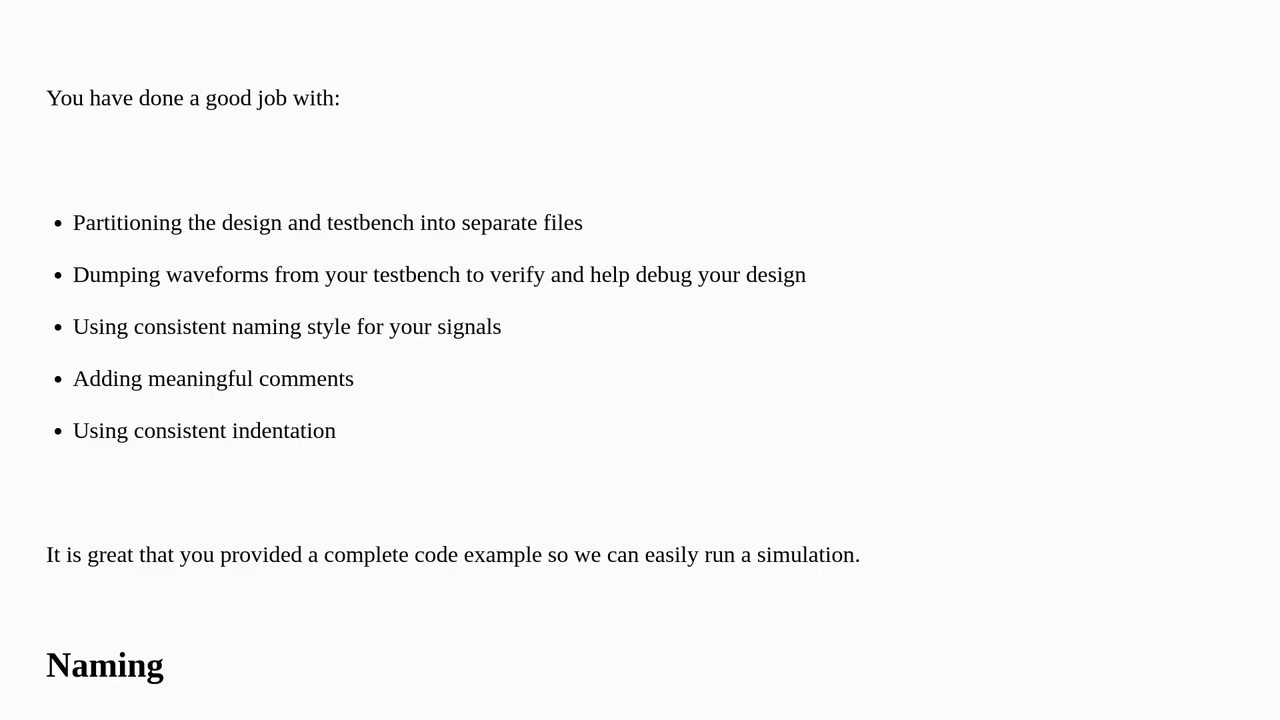 You have done a good job with:
• Partitioning the design and testbench into separate files
• Dumping waveforms from your testbench to verify and help debug your design
• Using consistent naming style for your signals
• Adding meaningful comments
• Using consistent indentation
It is great that you provided a complete code example so we can easily run a simulation.
Naming